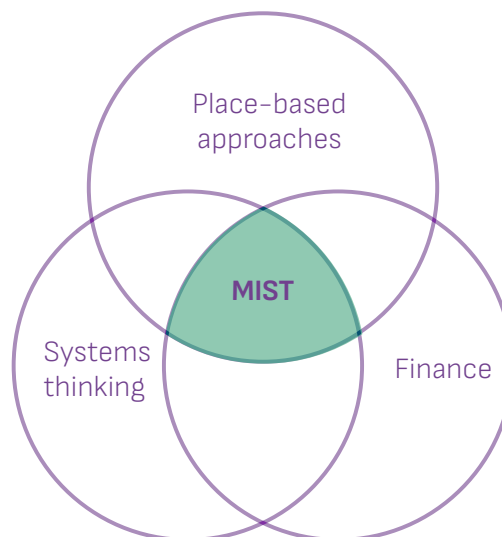 Place-based
approaches
MIST
Systems
thinking
Finance